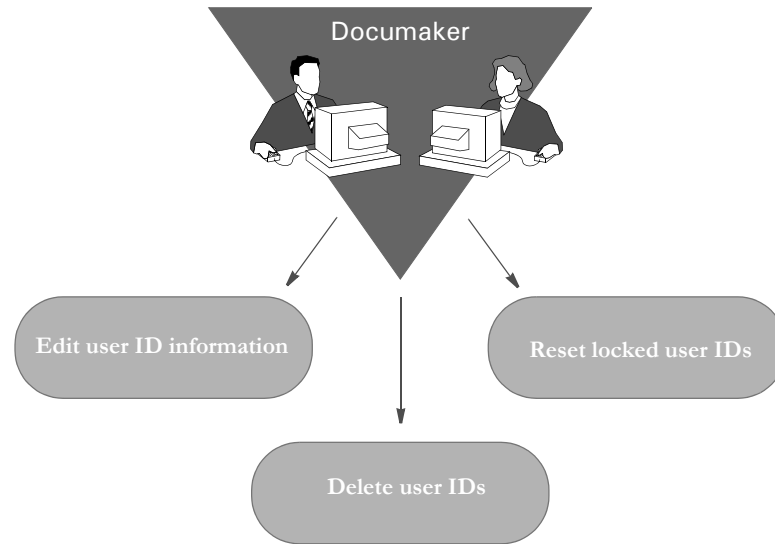 Documaker
Edit user ID information
Reset locked user IDs
Delete user IDs